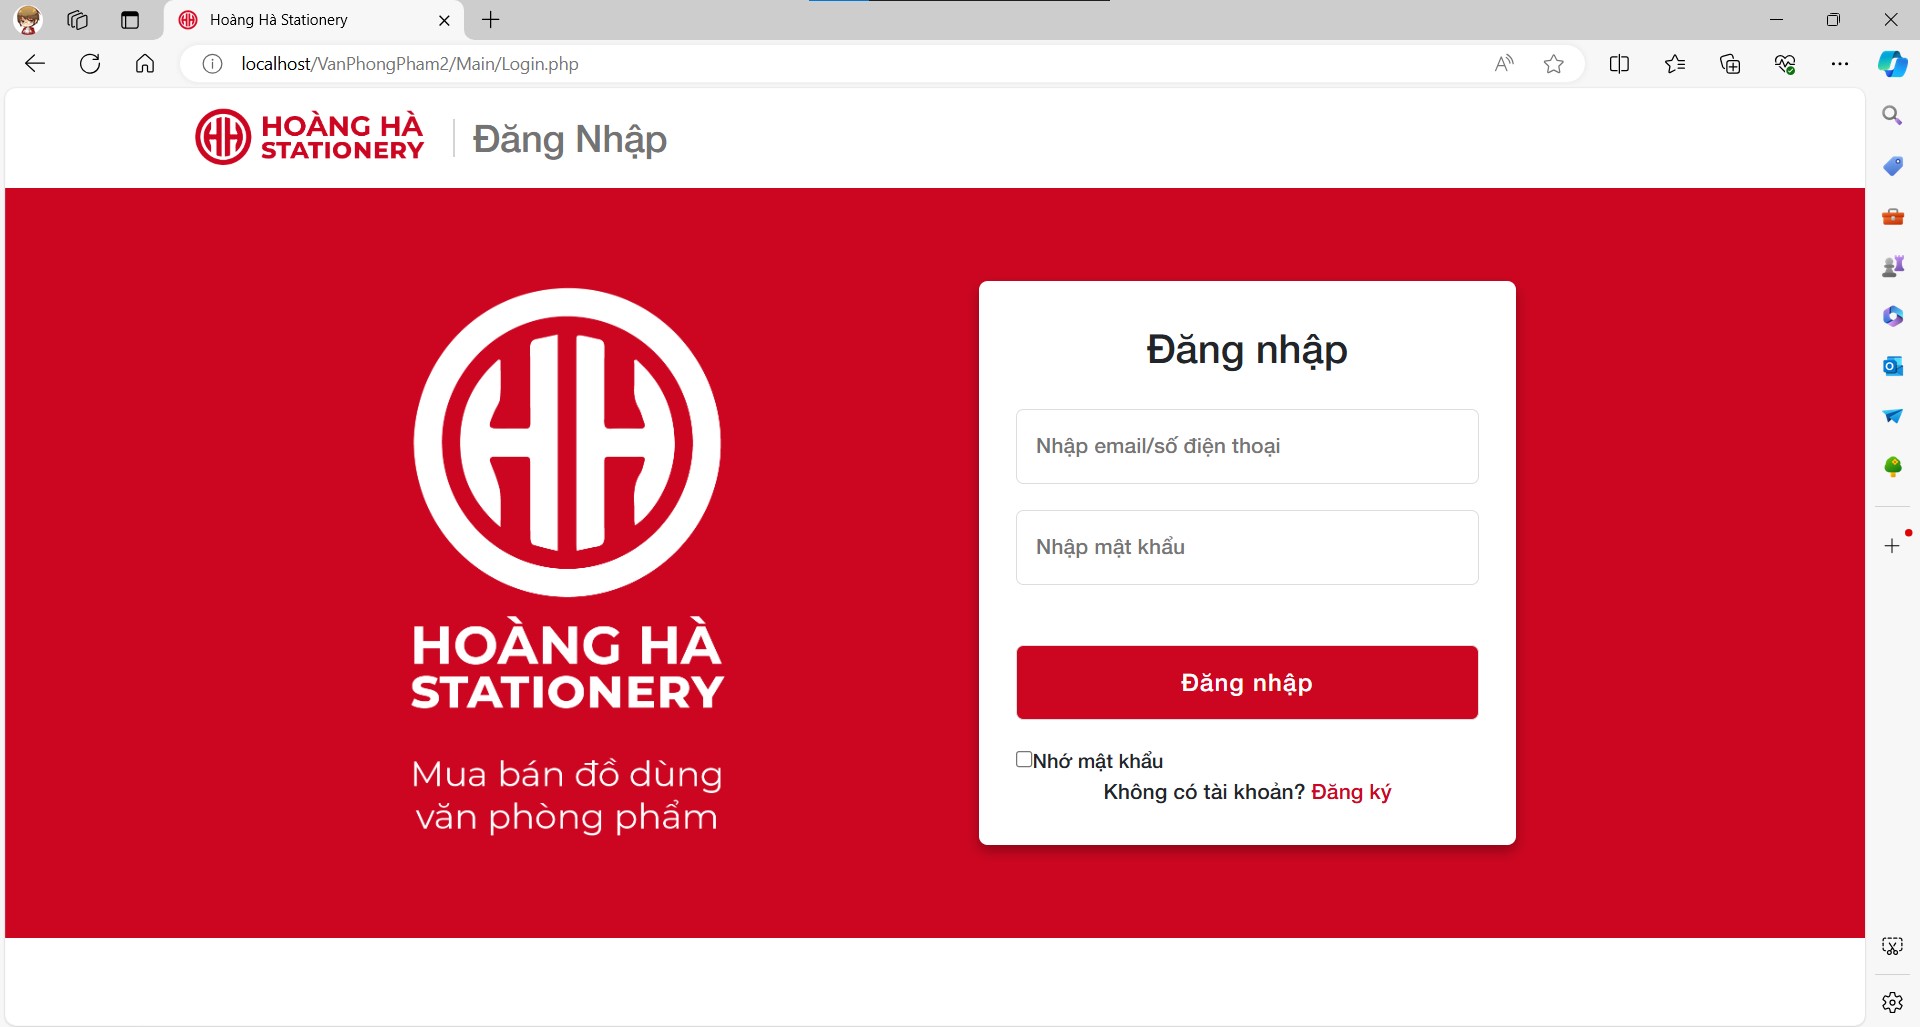 Hoàng Hà Stationery
localhost/VanPhongPham2/Main/Login.php
HOÀNG HÀ
STATIONERY
Đăng Nhập
HOÀNG HÀ
STATIONERY
Mua bán đồ dùng
văn phòng phẩm
Đăng nhập
Nhập email/số điện thoại
Nhập mật khẩu
Đăng nhập
Nhớ mật khẩu
Không có tài khoản? Đăng ký